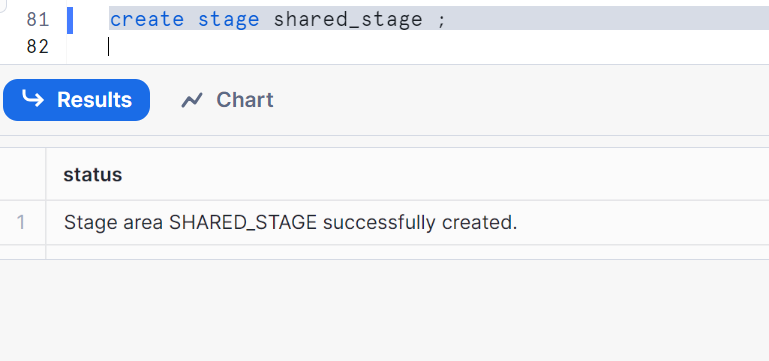 81 create stage shared_stage ;
82
Results Chart
status
1 Stage area SHARED_STAGE successfully created.